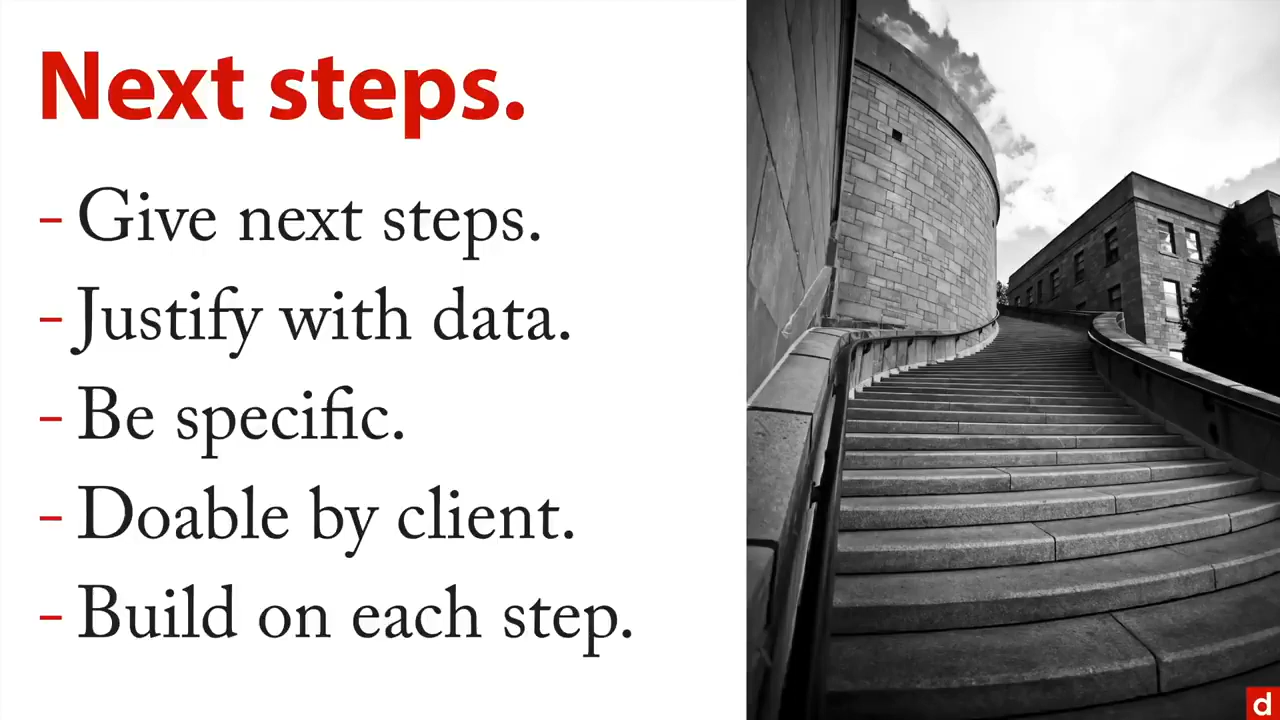 Next steps.
– Give next steps.
– Justify with data.
– Be specific.
– Doable by client.
– Build on each step.
d